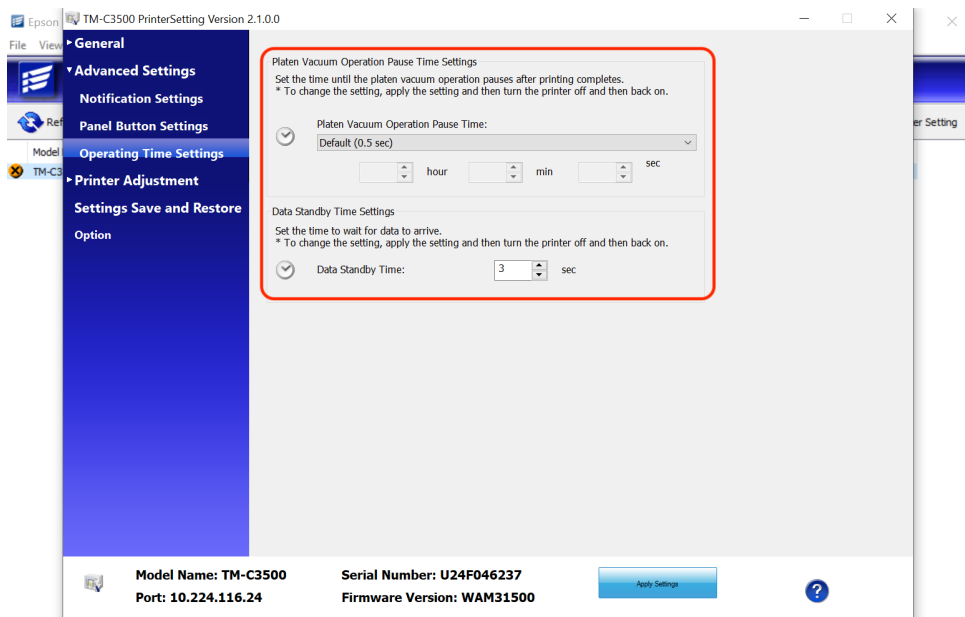 Epson
TM-C3500 PrinterSetting Version 2.1.0.0
File View
General
Advanced Settings
Notification Settings
Panel Button Settings
Operating Time Settings
Printer Adjustment
Settings Save and Restore
Option
Ref
Model
TM-C3
er Setting
Platen Vacuum Operation Pause Time Settings
Set the time until the platen vacuum operation pauses after printing completes.
* To change the setting, apply the setting and then turn the printer off and then back on.
Platen Vacuum Operation Pause Time:
Default (0.5 sec)
hour min sec
Data Standby Time Settings
Set the time to wait for data to arrive.
* To change the setting, apply the setting and then turn the printer off and then back on.
Data Standby Time: 3 sec
Model Name: TM-C3500 Serial Number: U24F046237
Apply Settings
Port: 10.224.116.24 Firmware Version: WAM31500